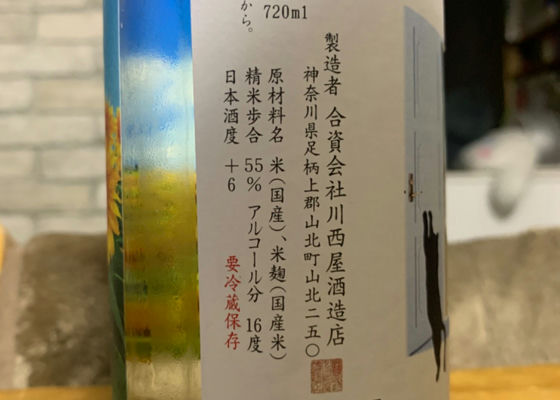 から。
720ml
製造者 合資会社川西屋酒造店
神奈川県足柄上郡山北町山北二五〇
原材料名 米(国産)、米麹(国産米)
精米歩合 55% アルコール分 16度
日本酒度 +6
要冷蔵保存